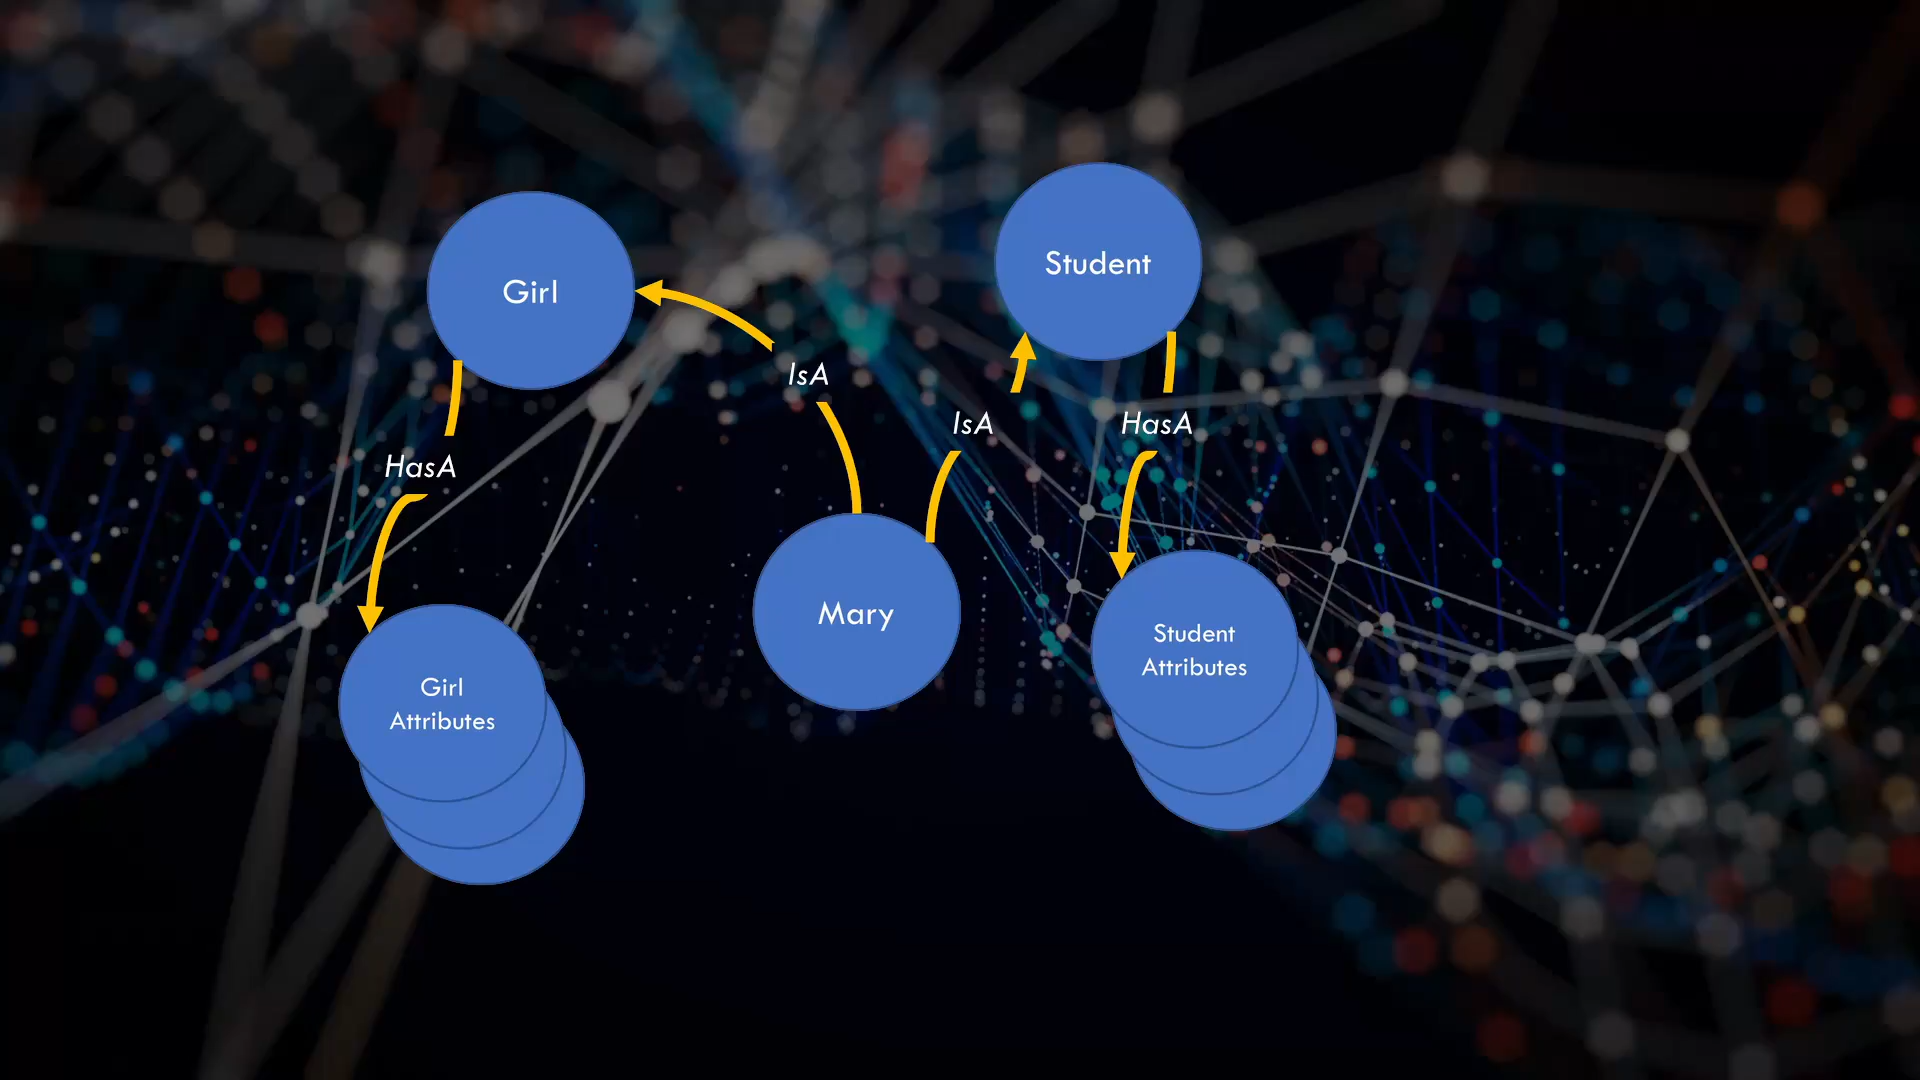 Girl
Student
IsA
IsA
HasA
HasA
Mary
Student
Attributes
Girl
Attributes